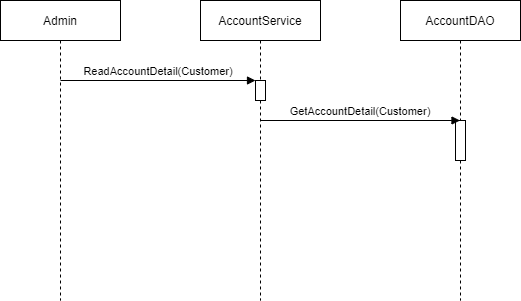 Admin
AccountService
AccountDAO
ReadAccountDetail(Customer)
GetAccountDetail(Customer)